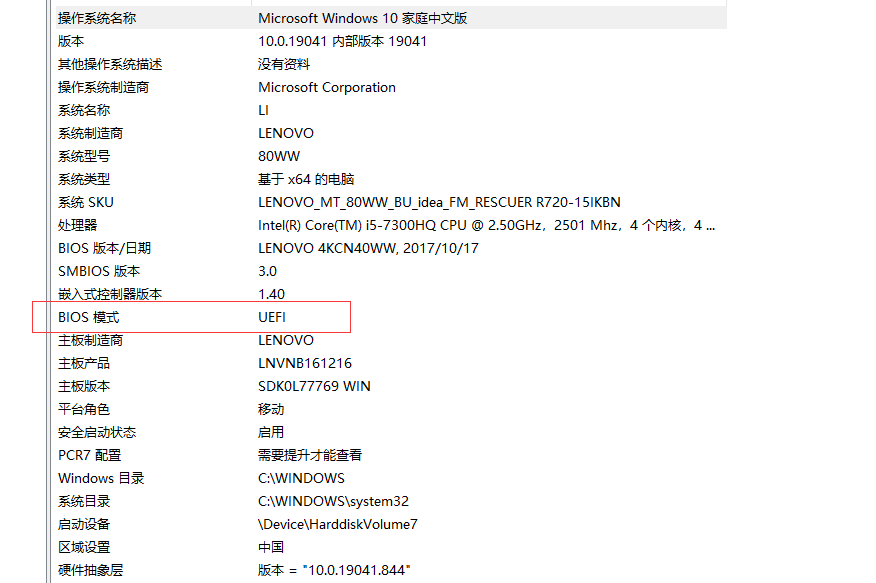 操作系统名称 Microsoft Windows 10 家庭中文版
版本 10.0.19041 内部版本 19041
其他操作系统描述 没有资料
操作系统制造商 Microsoft Corporation
系统名称 LI
系统制造商 LENOVO
系统型号 80WW
系统类型 基于 x64 的电脑
系统 SKU LENOVO_MT_80WW_BU_idea_FM_RESCUER R720-15IKBN
处理器 Intel(R) Core(TM) i5-7300HQ CPU @ 2.50GHz，2501 Mhz，4 个内核，4 ...
BIOS 版本/日期 LENOVO 4KCN40WW, 2017/10/17
SMBIOS 版本 3.0
嵌入式控制器版本 1.40
BIOS 模式 UEFI
主板制造商 LENOVO
主板产品 LNVNB161216
主板版本 SDK0L77769 WIN
平台角色 移动
安全启动状态 启用
PCR7 配置 需要提升才能查看
Windows 目录 C:\WINDOWS
系统目录 C:\WINDOWS\system32
启动设备 \Device\HarddiskVolume7
区域设置 中国
硬件抽象层 版本 = "10.0.19041.844"